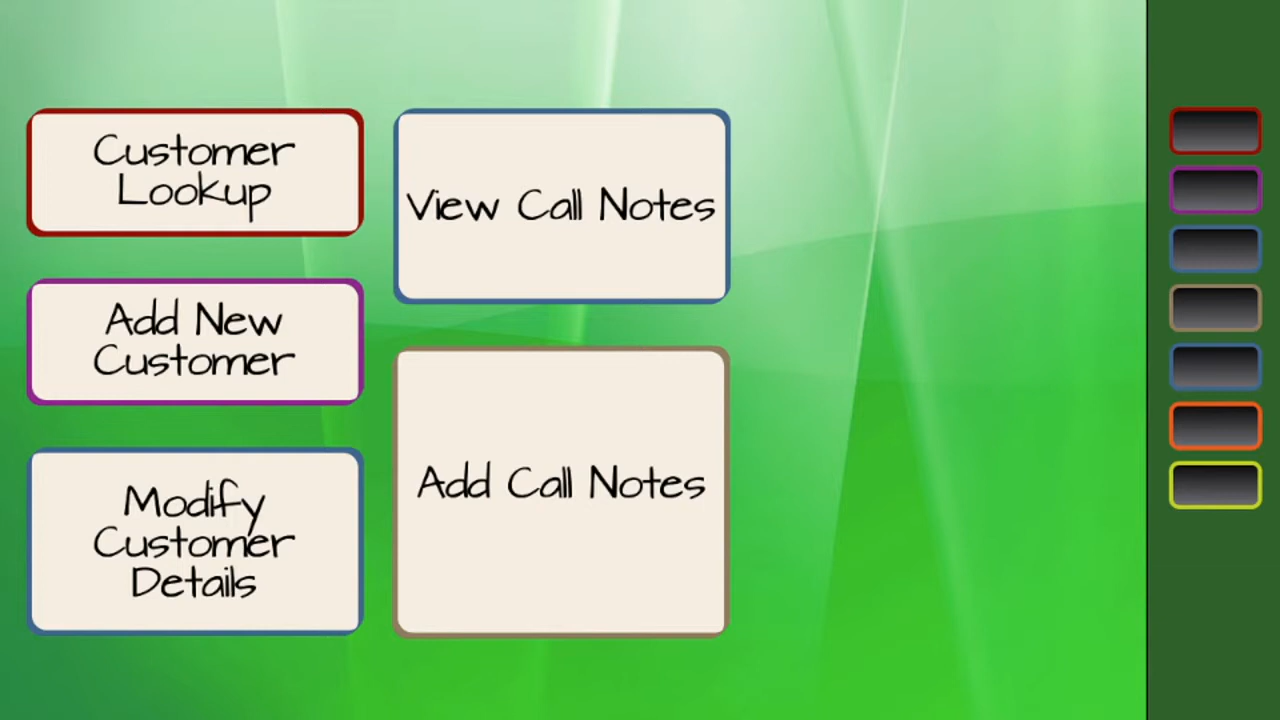 Customer
Lookup
Add New
Customer
Modify
Customer
Details
View Call Notes
Add Call Notes